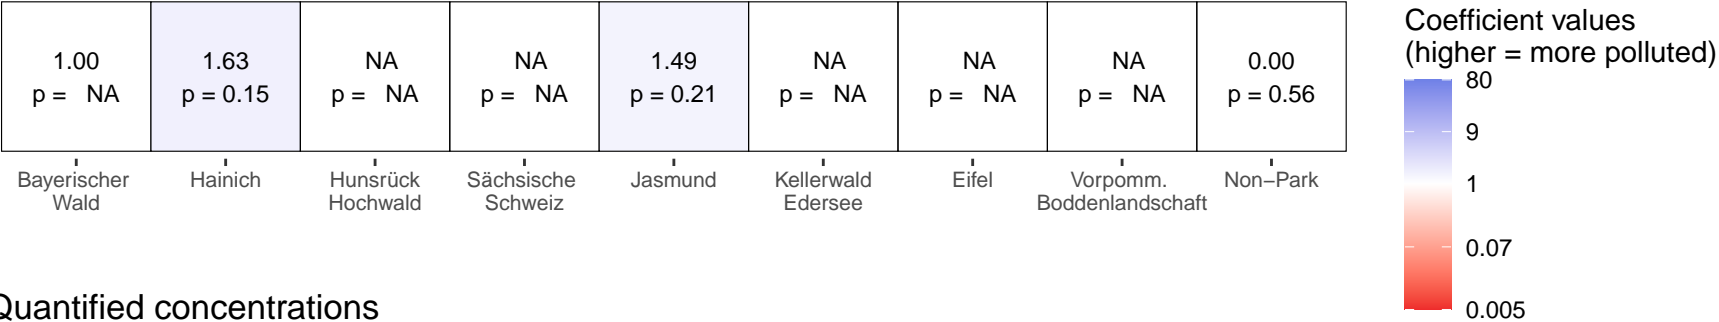 1.00 1.63 NA NA 1.49 NA NA NA 0.00
p = NA p = 0.15 p = NA p = NA p = 0.21 p = NA p = NA p = NA p = 0.56
Bayerischer Hainich Hunsrück Sächsische Jasmund Kellerwald Eifel Vorpomm. Non−Park
Wald Hochwald Schweiz Edersee Boddenlandschaft
Coefficient values
(higher = more polluted)
80
9
1
0.07
0.005
Quantified concentrations